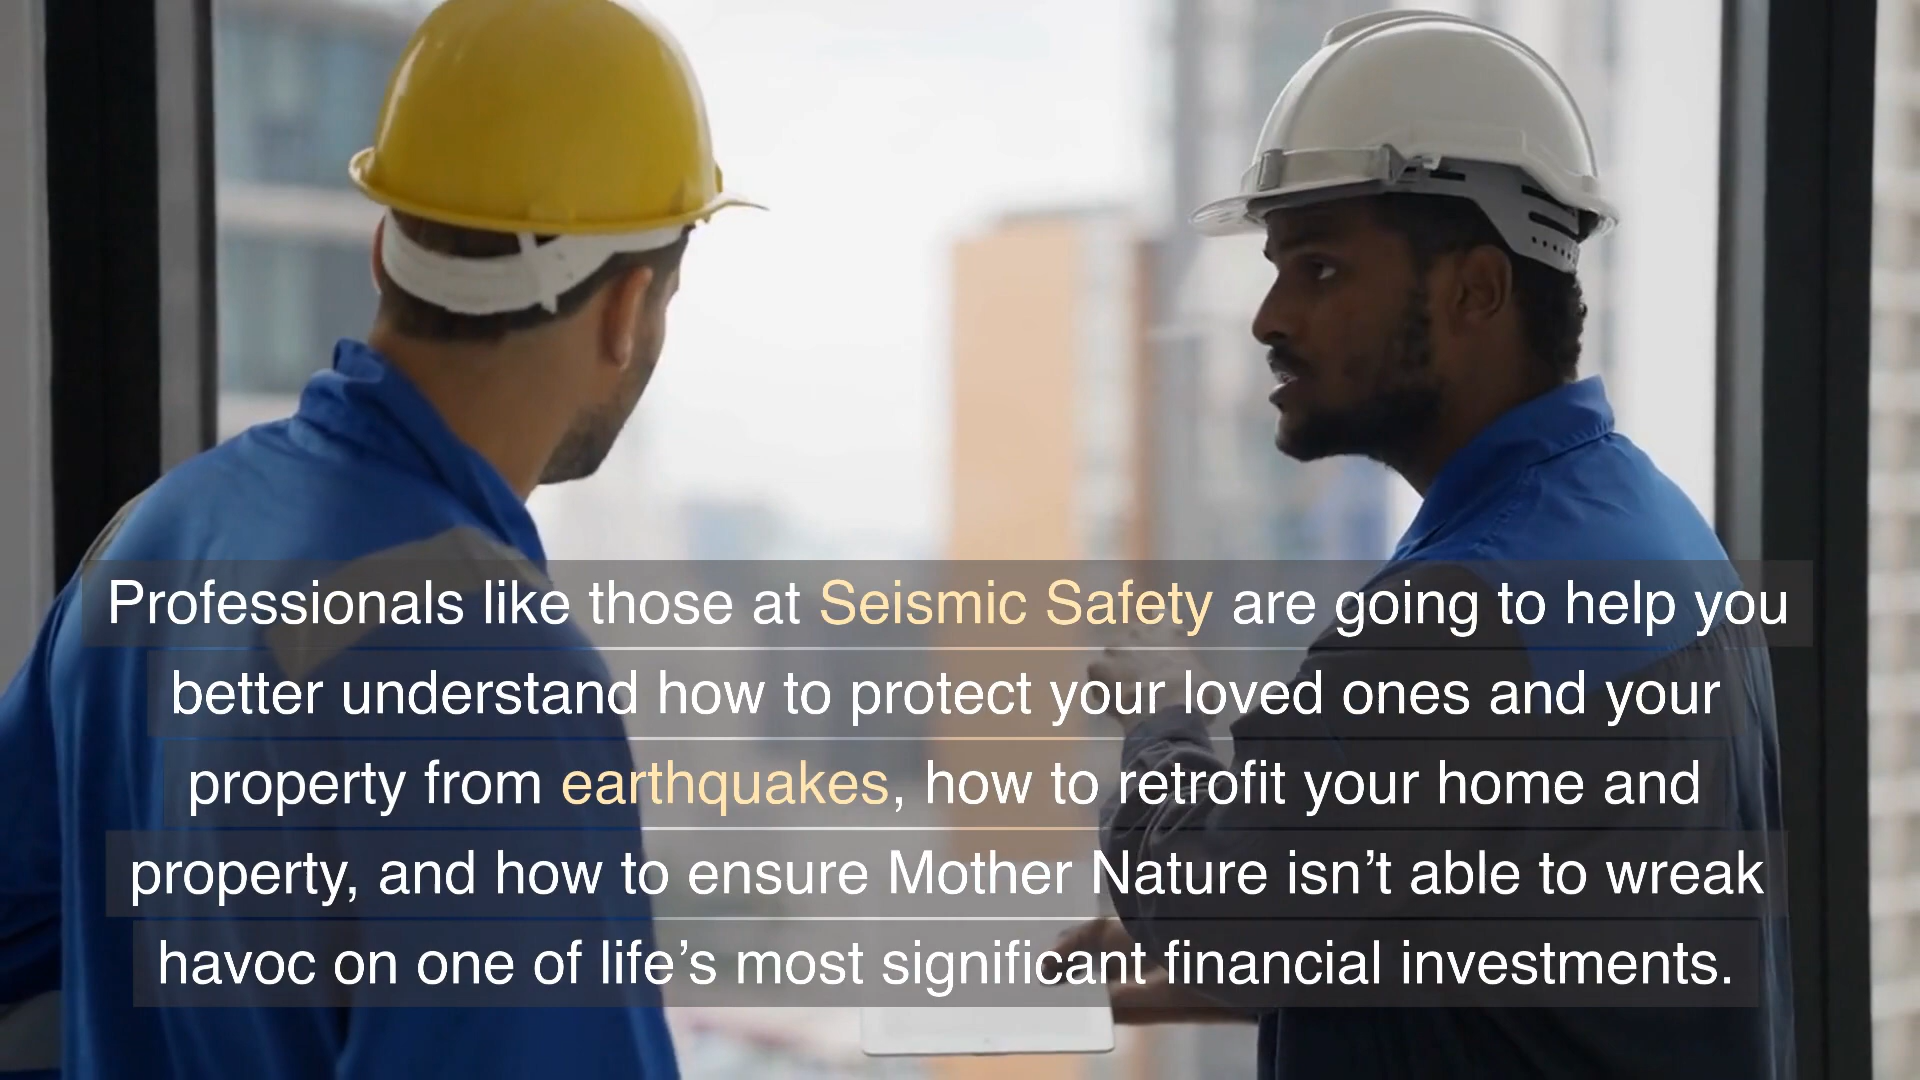 Professionals like those at Seismic Safety are going to help you
better understand how to protect your loved ones and your
property from earthquakes, how to retrofit your home and
property, and how to ensure Mother Nature isn’t able to wreak
havoc on one of life’s most significant financial investments.